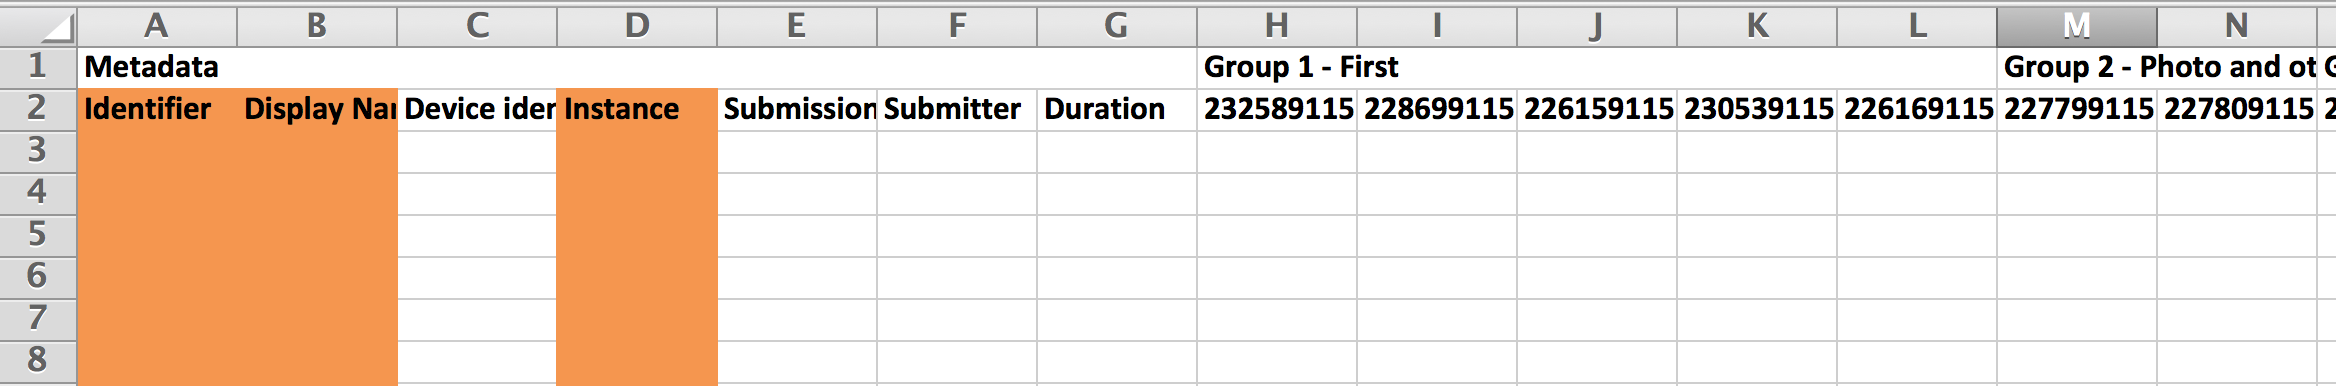 A B C D E F G H I J K L M N
1 Metadata Group 1 - First Group 2 - Photo and ot G
2 Identifier Display Nai Device ider Instance Submission Submitter Duration 232589115 228699115 226159115 230539115 226169115 227799115 227809115 2
3
4
5
6
7
8